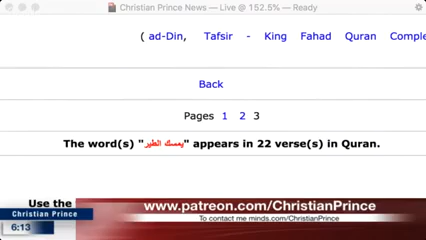 Christian Prince News — Live @ 152.5% — Ready
( ad-Din, Tafsir - King Fahad Quran Comple
Back
Pages 1 2 3
The word(s) "يمسك الطير" appears in 22 verse(s) in Quran.
Use the
www.patreon.com/ChristianPrince
Christian Prince
To contact me minds.com/ChristianPrince
6:13